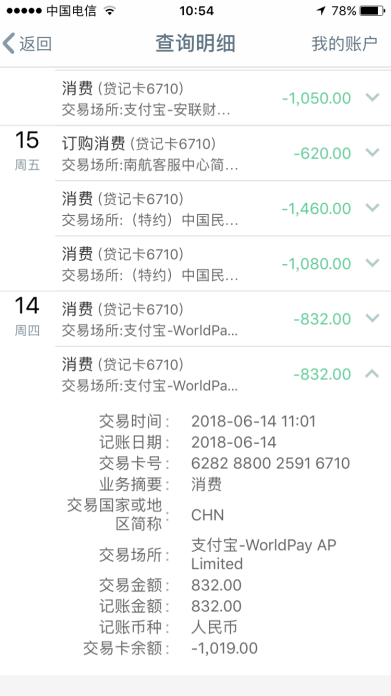 中国电信 10:54 78%
返回 查询明细 我的账户
消费 (贷记卡6710)
交易场所:支付宝-安联财... -1,050.00
15 订购消费 (贷记卡6710)
周五 交易场所:南航客服中心简... -620.00
消费 (贷记卡6710)
交易场所:（特约）中国民... -1,460.00
消费 (贷记卡6710)
交易场所:（特约）中国民... -1,080.00
14 消费 (贷记卡6710)
周四 交易场所:支付宝-WorldPa... -832.00
消费 (贷记卡6710)
交易场所:支付宝-WorldPa... -832.00
交易时间： 2018-06-14 11:01
记账日期： 2018-06-14
交易卡号： 6282 8800 2591 6710
业务摘要： 消费
交易国家或地
区简称： CHN
交易场所： 支付宝-WorldPay AP
Limited
交易金额： 832.00
记账金额： 832.00
记账币种： 人民币
交易卡余额： -1,019.00